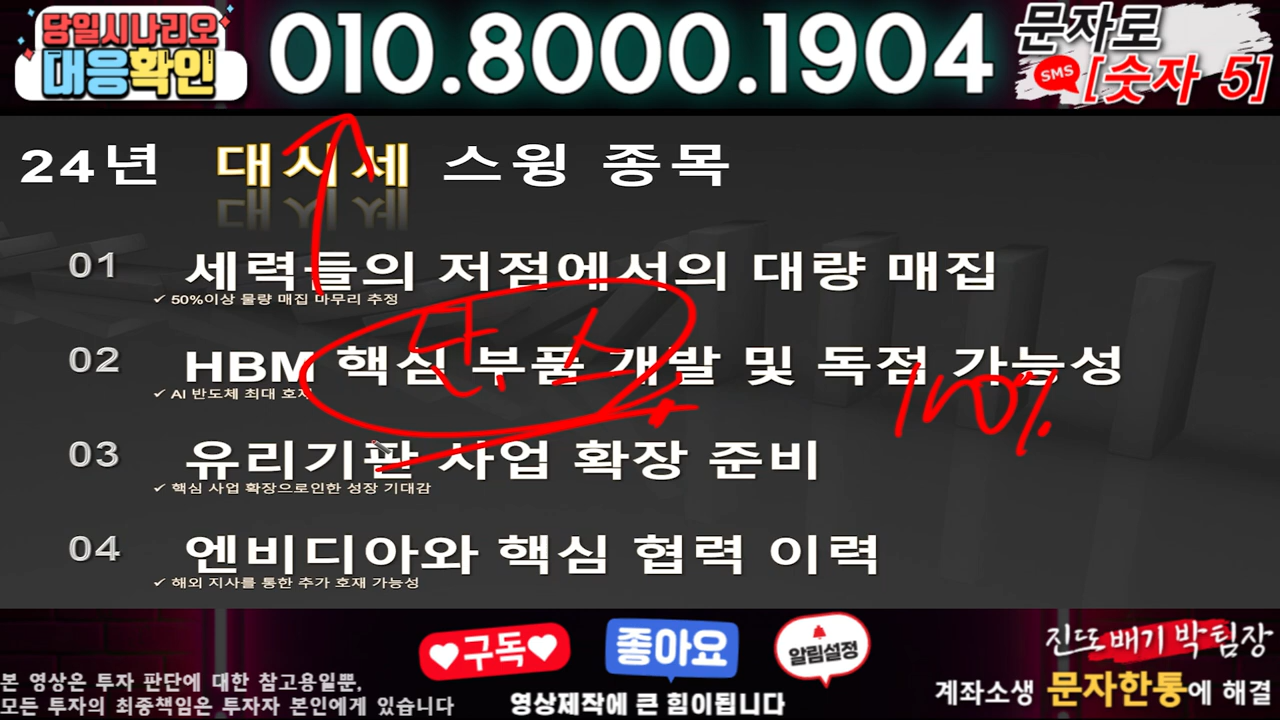 당일시나리오
대응확인
010.8000.1904
문자로
SMS
[숫자 5]
24년 대시세 스윙 종목
01 세력들의 저점에서의 대량 매집
✓ 50%이상 물량 매집 마무리 추정
02 HBM 핵심 부품 개발 및 독점 가능성
✓ AI 반도체 최대 호재
100%
03 유리기판 사업 확장 준비
✓ 핵심 사업 확장으로인한 성장 기대감
04 엔비디아와 핵심 협력 이력
✓ 해외 지사를 통한 추가 호재 가능성
구독
좋아요
알림설정
진또배기 박팀장
본 영상은 투자 판단에 대한 참고용일뿐,
모든 투자의 최종책임은 투자자 본인에게 있습니다
영상제작에 큰 힘이됩니다
계좌소생 문자한통에 해결